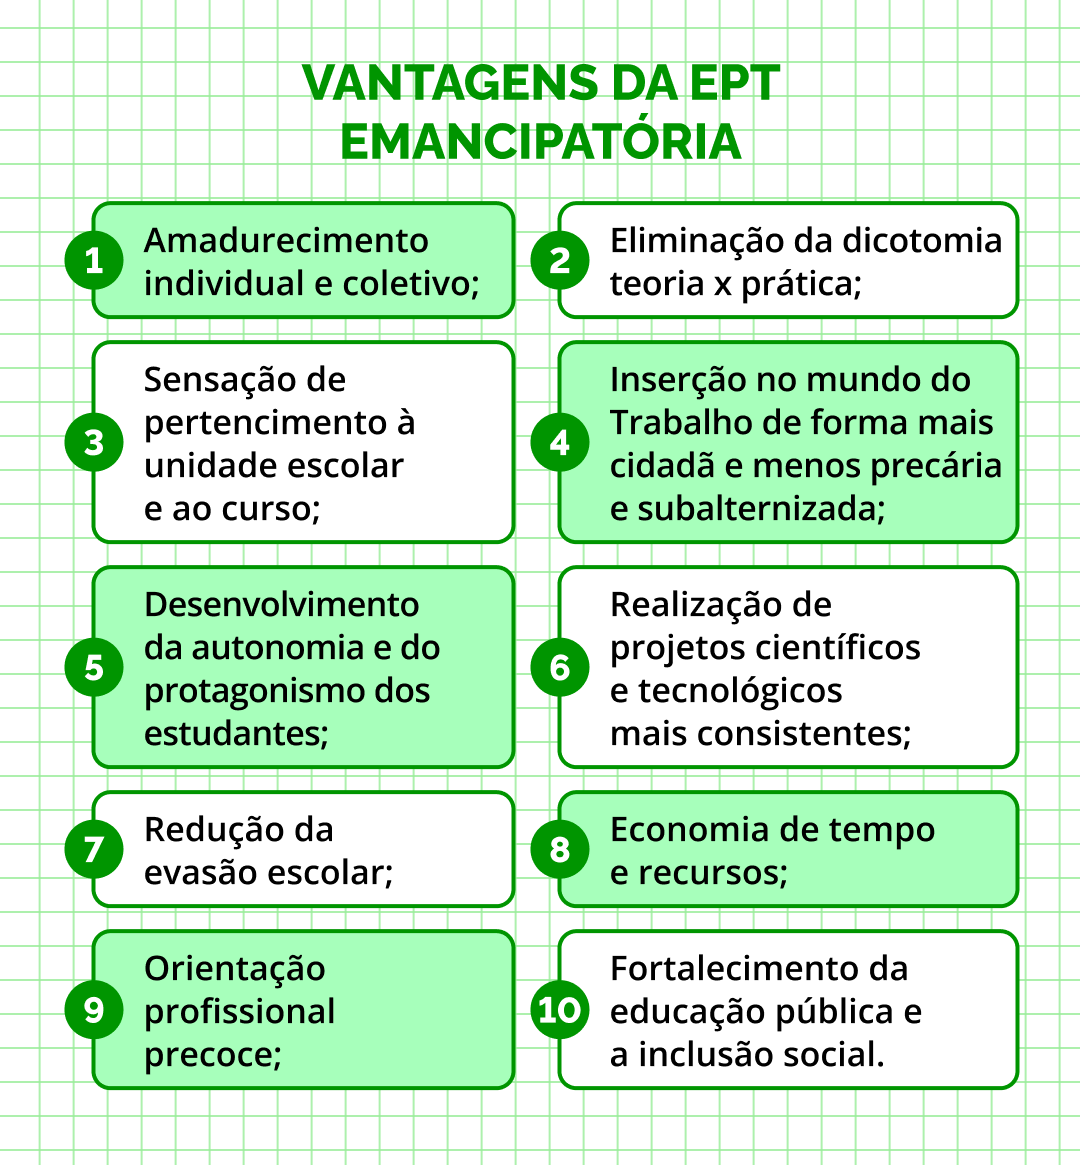 VANTAGENS DA EPT
EMANCIPATÓRIA
1
Amadurecimento
individual e coletivo;
2
Eliminação da dicotomia
teoria x prática;
3
Sensação de
pertencimento à
unidade escolar
e ao curso;
4
Inserção no mundo do
Trabalho de forma mais
cidadã e menos precária
e subalternizada;
5
Desenvolvimento
da autonomia e do
protagonismo dos
estudantes;
6
Realização de
projetos científicos
e tecnológicos
mais consistentes;
7
Redução da
evasão escolar;
8
Economia de tempo
e recursos;
9
Orientação
profissional
precoce;
10
Fortalecimento da
educação pública e
a inclusão social.